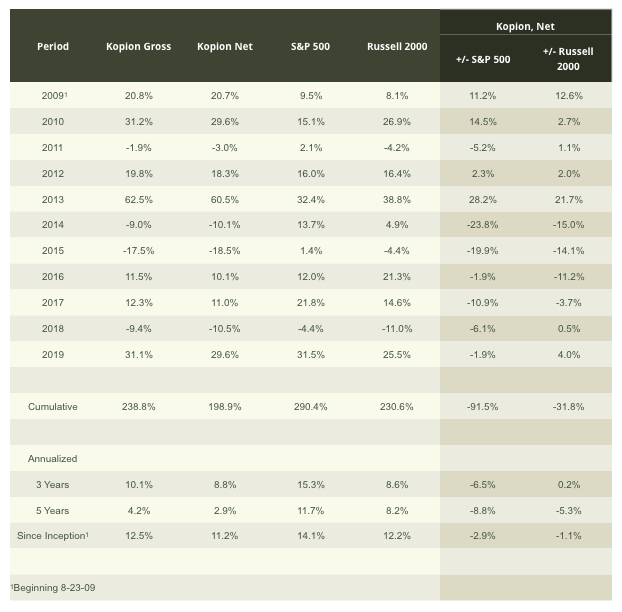 Kopion, Net
Period Kopion Gross Kopion Net S&P 500 Russell 2000 +/- S&P 500 +/- Russell 2000
2009¹ 20.8% 20.7% 9.5% 8.1% 11.2% 12.6%
2010 31.2% 29.6% 15.1% 26.9% 14.5% 2.7%
2011 -1.9% -3.0% 2.1% -4.2% -5.2% 1.1%
2012 19.8% 18.3% 16.0% 16.4% 2.3% 2.0%
2013 62.5% 60.5% 32.4% 38.8% 28.2% 21.7%
2014 -9.0% -10.1% 13.7% 4.9% -23.8% -15.0%
2015 -17.5% -18.5% 1.4% -4.4% -19.9% -14.1%
2016 11.5% 10.1% 12.0% 21.3% -1.9% -11.2%
2017 12.3% 11.0% 21.8% 14.6% -10.9% -3.7%
2018 -9.4% -10.5% -4.4% -11.0% -6.1% 0.5%
2019 31.1% 29.6% 31.5% 25.5% -1.9% 4.0%
Cumulative 238.8% 198.9% 290.4% 230.6% -91.5% -31.8%
Annualized
3 Years 10.1% 8.8% 15.3% 8.6% -6.5% 0.2%
5 Years 4.2% 2.9% 11.7% 8.2% -8.8% -5.3%
Since Inception¹ 12.5% 11.2% 14.1% 12.2% -2.9% -1.1%
¹Beginning 8-23-09